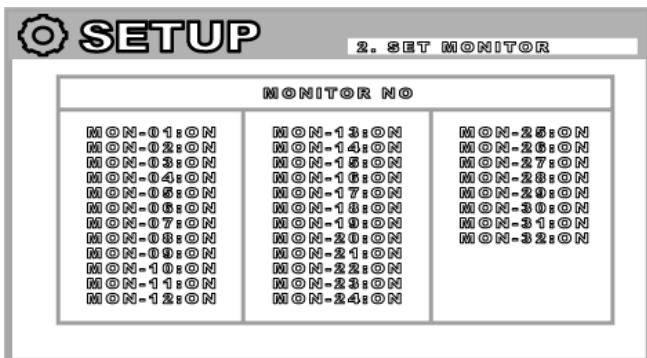 SETUP
2. SET MONITOR
MONITOR NO
MON-01:ON
MON-02:ON
MON-03:ON
MON-04:ON
MON-05:ON
MON-06:ON
MON-07:ON
MON-08:ON
MON-09:ON
MON-10:ON
MON-11:ON
MON-12:ON
MON-13:ON
MON-14:ON
MON-15:ON
MON-16:ON
MON-17:ON
MON-18:ON
MON-19:ON
MON-20:ON
MON-21:ON
MON-22:ON
MON-23:ON
MON-24:ON
MON-25:ON
MON-26:ON
MON-27:ON
MON-28:ON
MON-29:ON
MON-30:ON
MON-31:ON
MON-32:ON